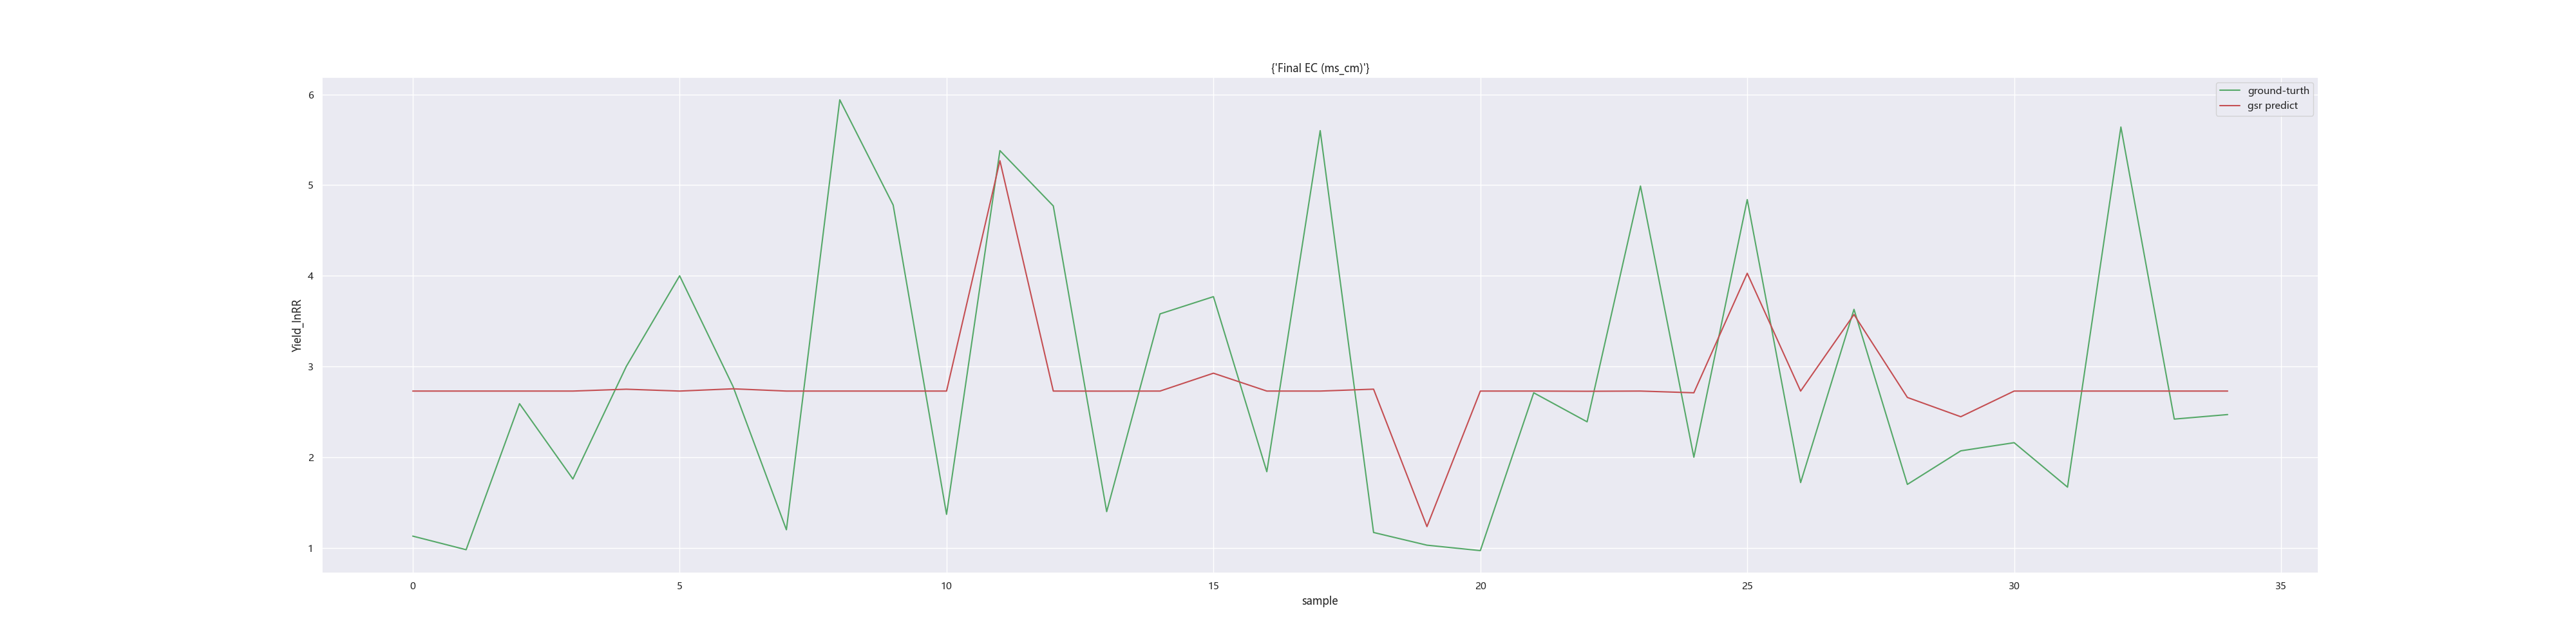 {'Final EC (ms_cm)'}
ground-turth
gsr predict
Yield_lnRR
6
5
4
3
2
1
0 5 10 15 20 25 30 35
sample